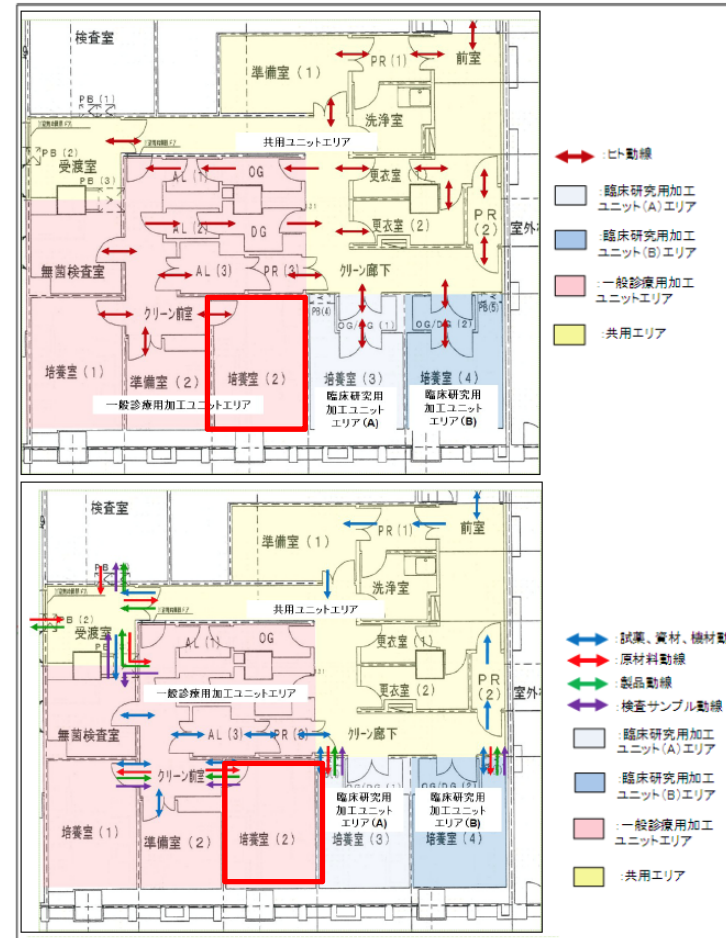 検査室
準備室(1)
PR(1)
前室
PB(1)
洗浄室
共用ユニットエリア
PB(2)
受渡室
PB(3)
AL(1)
OG
更衣室(1)
AL(2)
DG
更衣室(2)
PR
(2)
室外
無菌検査室
AL(3)
PR(3)
クリーン廊下
クリーン前室
PB(4)
OG/DG(1)
OG/DG(2)
PB(5)
培養室(1)
準備室(2)
培養室(2)
培養室(3)
培養室(4)
一般診療用加工ユニットエリア
臨床研究用
加工ユニット
エリア(A)
臨床研究用
加工ユニット
エリア(B)
:ヒト動線
:臨床研究用加工
ユニット(A)エリア
:臨床研究用加工
ユニット(B)エリア
:一般診療用加工
ユニットエリア
:共用エリア
検査室
準備室(1)
PR(1)
前室
洗浄室
共用ユニットエリア
PB(2)
受渡室
AL(1)
OG
更衣室(1)
一般診療用加工ユニットエリア
更衣室(2)
PR
(2)
室外
無菌検査室
AL(3)
PR(3)
クリーン廊下
クリーン前室
培養室(1)
準備室(2)
培養室(2)
臨床研究用
加工ユニット
エリア(A)
培養室(3)
臨床研究用
加工ユニット
エリア(B)
培養室(4)
:試薬、資材、機材動
:原材料動線
:製品動線
:検査サンプル動線
:臨床研究用加工
ユニット(A)エリア
:臨床研究用加工
ユニット(B)エリア
:一般診療用加工
ユニットエリア
:共用エリア